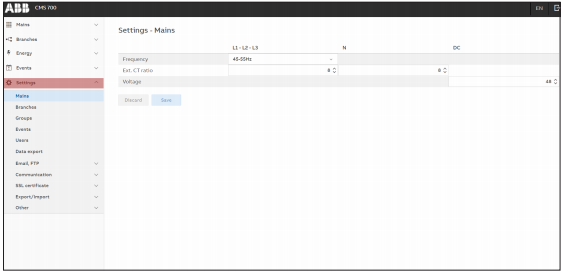 ABB CMS 700 EN
Mains
Branches
Energy
Events
Settings
Mains
Branches
Groups
Events
Users
Data export
Email, FTP
Communication
SSL certificate
Export/Import
Other
Settings - Mains
L1 - L2 - L3 N DC
Frequency 45-55Hz
Ext. CT ratio 8 8
Voltage 48
Discard Save